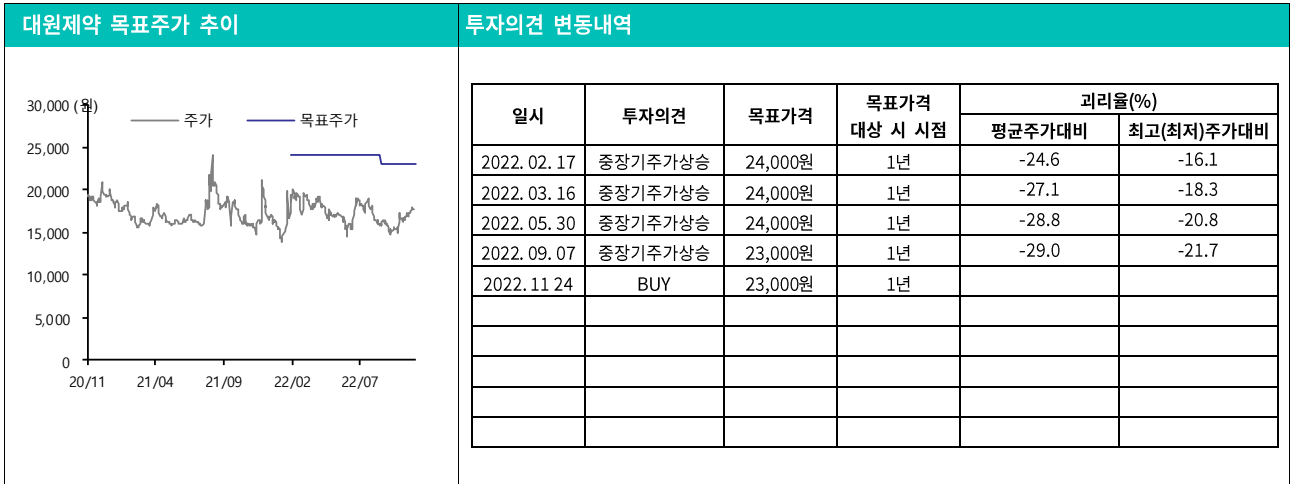 대원제약 목표주가 추이
30,000 (원)
주가
목표주가
25,000
20,000
15,000
10,000
5,000
0
20/11 21/04 21/09 22/02 22/07
투자의견 변동내역
일시 투자의견 목표가격 목표가격 대상 시 시점 괴리율(%)
평균주가대비 최고(최저)주가대비
2022. 02. 17 중장기주가상승 24,000원 1년 -24.6 -16.1
2022. 03. 16 중장기주가상승 24,000원 1년 -27.1 -18.3
2022. 05. 30 중장기주가상승 24,000원 1년 -28.8 -20.8
2022. 09. 07 중장기주가상승 23,000원 1년 -29.0 -21.7
2022. 11 24 BUY 23,000원 1년